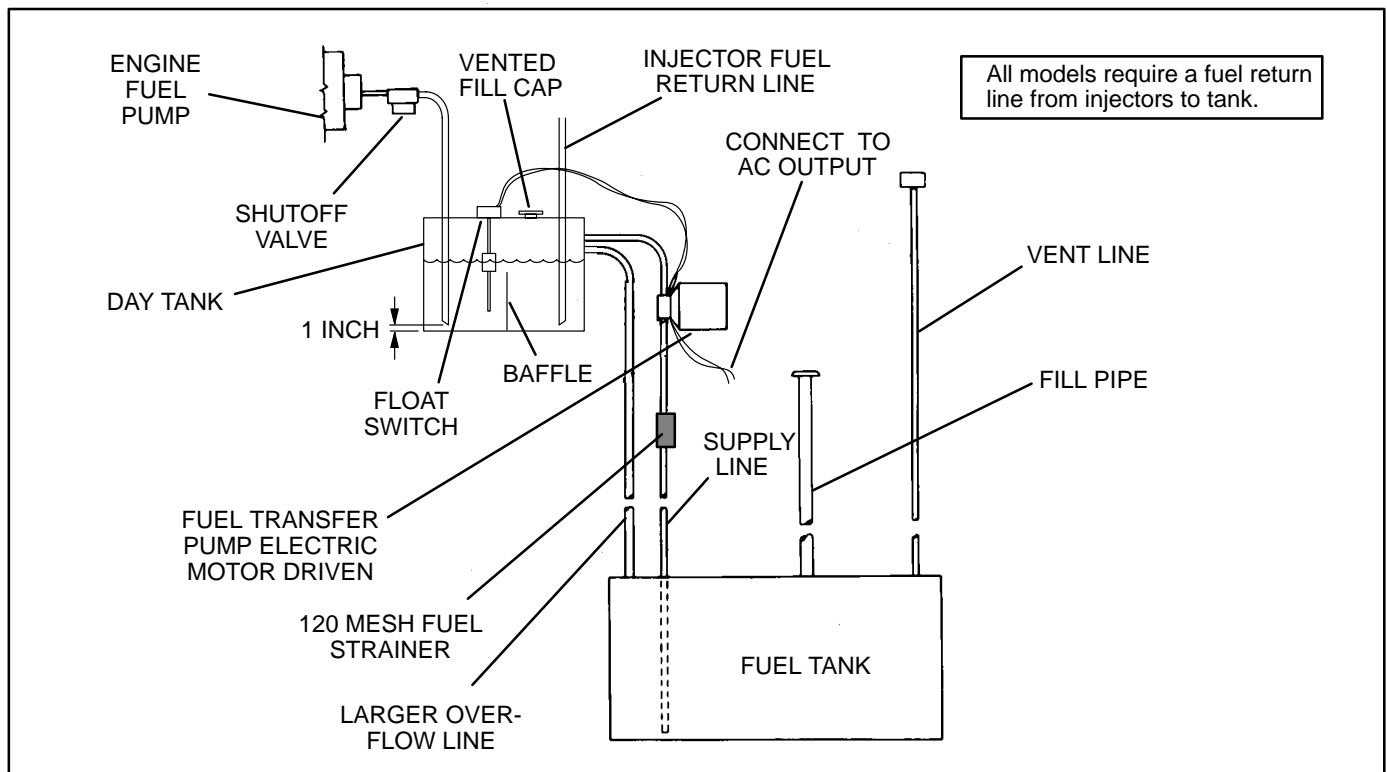 ENGINE
FUEL
PUMP
VENTED
FILL CAP
INJECTOR FUEL
RETURN LINE
All models require a fuel return
line from injectors to tank.
CONNECT TO
AC OUTPUT
SHUTOFF
VALVE
VENT LINE
DAY TANK
1 INCH
BAFFLE
FLOAT
SWITCH
FILL PIPE
SUPPLY
LINE
FUEL TRANSFER
PUMP ELECTRIC
MOTOR DRIVEN
120 MESH FUEL
STRAINER
FUEL TANK
LARGER OVER-
FLOW LINE